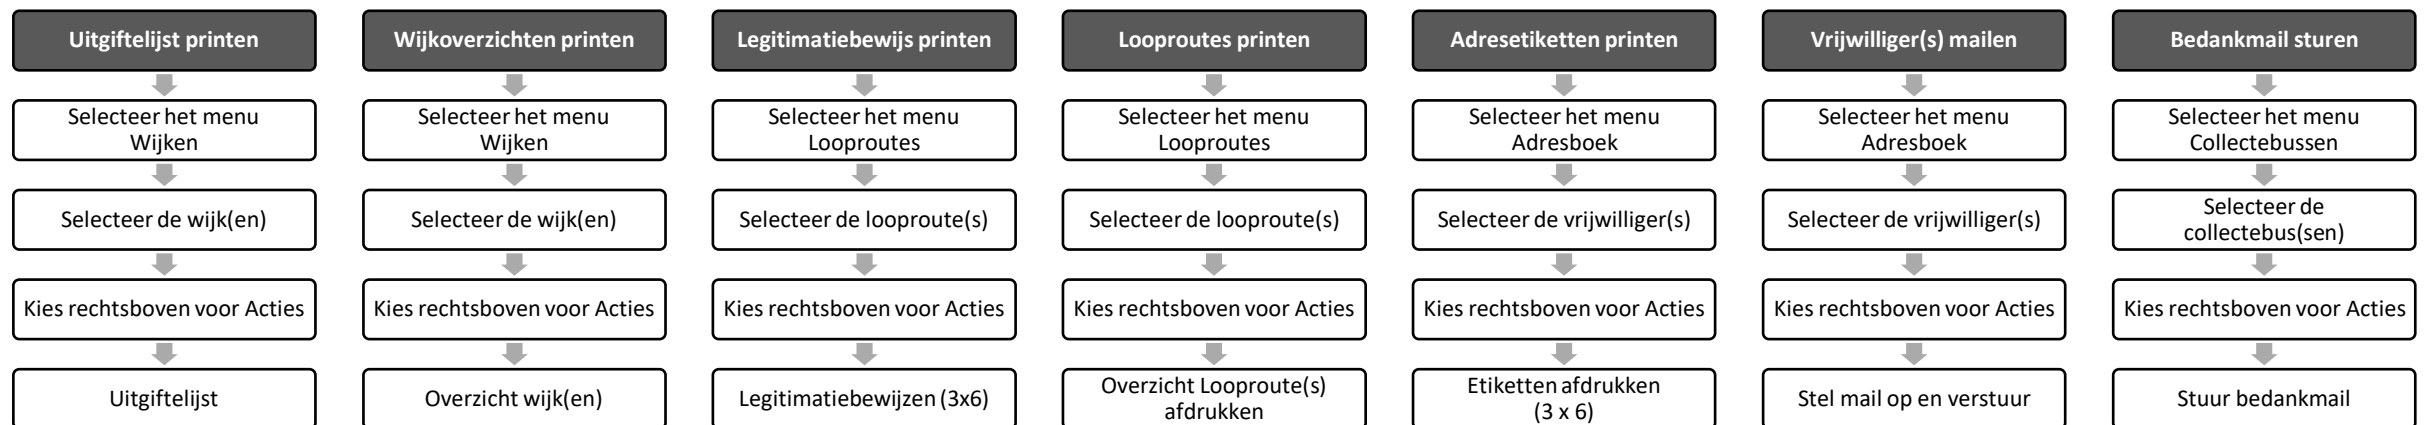 Uitgiftelijst printen
Selecteer het menu
Wijken
Selecteer de wijk(en)
Kies rechtsboven voor Acties
Uitgiftelijst
Wijkoverzichten printen
Selecteer het menu
Wijken
Selecteer de wijk(en)
Kies rechtsboven voor Acties
Overzicht wijk(en)
Legitimatiebewijs printen
Selecteer het menu
Looproutes
Selecteer de looproute(s)
Kies rechtsboven voor Acties
Legitimatiebewijzen (3x6)
Looproutes printen
Selecteer het menu
Looproutes
Selecteer de looproute(s)
Kies rechtsboven voor Acties
Overzicht Looproute(s)
afdrukken
Adresetiketten printen
Selecteer het menu
Adresboek
Selecteer de vrijwilliger(s)
Kies rechtsboven voor Acties
Etiketten afdrukken
(3 x 6)
Vrijwilliger(s) mailen
Selecteer het menu
Adresboek
Selecteer de vrijwilliger(s)
Kies rechtsboven voor Acties
Stel mail op en verstuur
Bedankmail sturen
Selecteer het menu
Collectebussen
Selecteer de
collectebus(sen)
Kies rechtsboven voor Acties
Stuur bedankmail